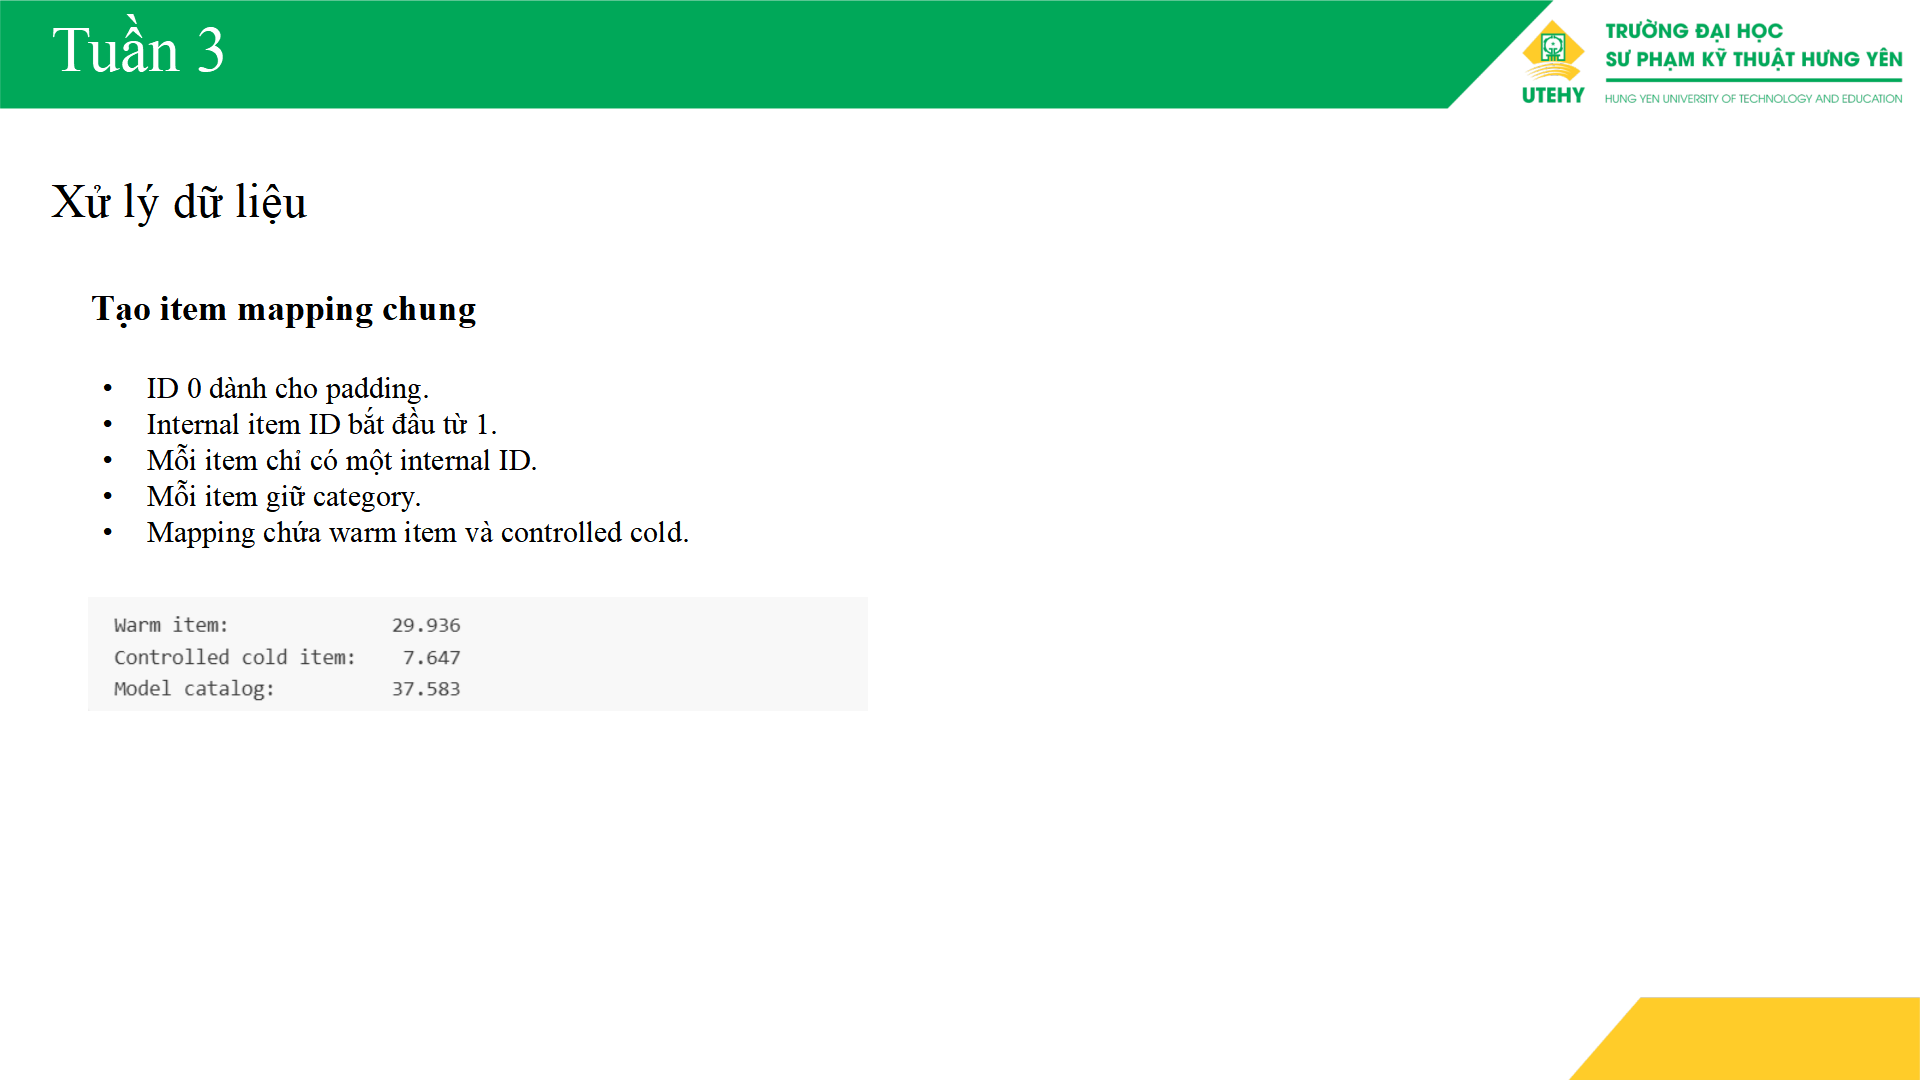 Tuần 3
TRƯỜNG ĐẠI HỌC
SƯ PHẠM KỸ THUẬT HƯNG YÊN
UTEHY
HUNG YEN UNIVERSITY OF TECHNOLOGY AND EDUCATION
Xử lý dữ liệu
Tạo item mapping chung
• ID 0 dành cho padding.
• Internal item ID bắt đầu từ 1.
• Mỗi item chỉ có một internal ID.
• Mỗi item giữ category.
• Mapping chứa warm item và controlled cold.
Warm item: 29.936
Controlled cold item: 7.647
Model catalog: 37.583